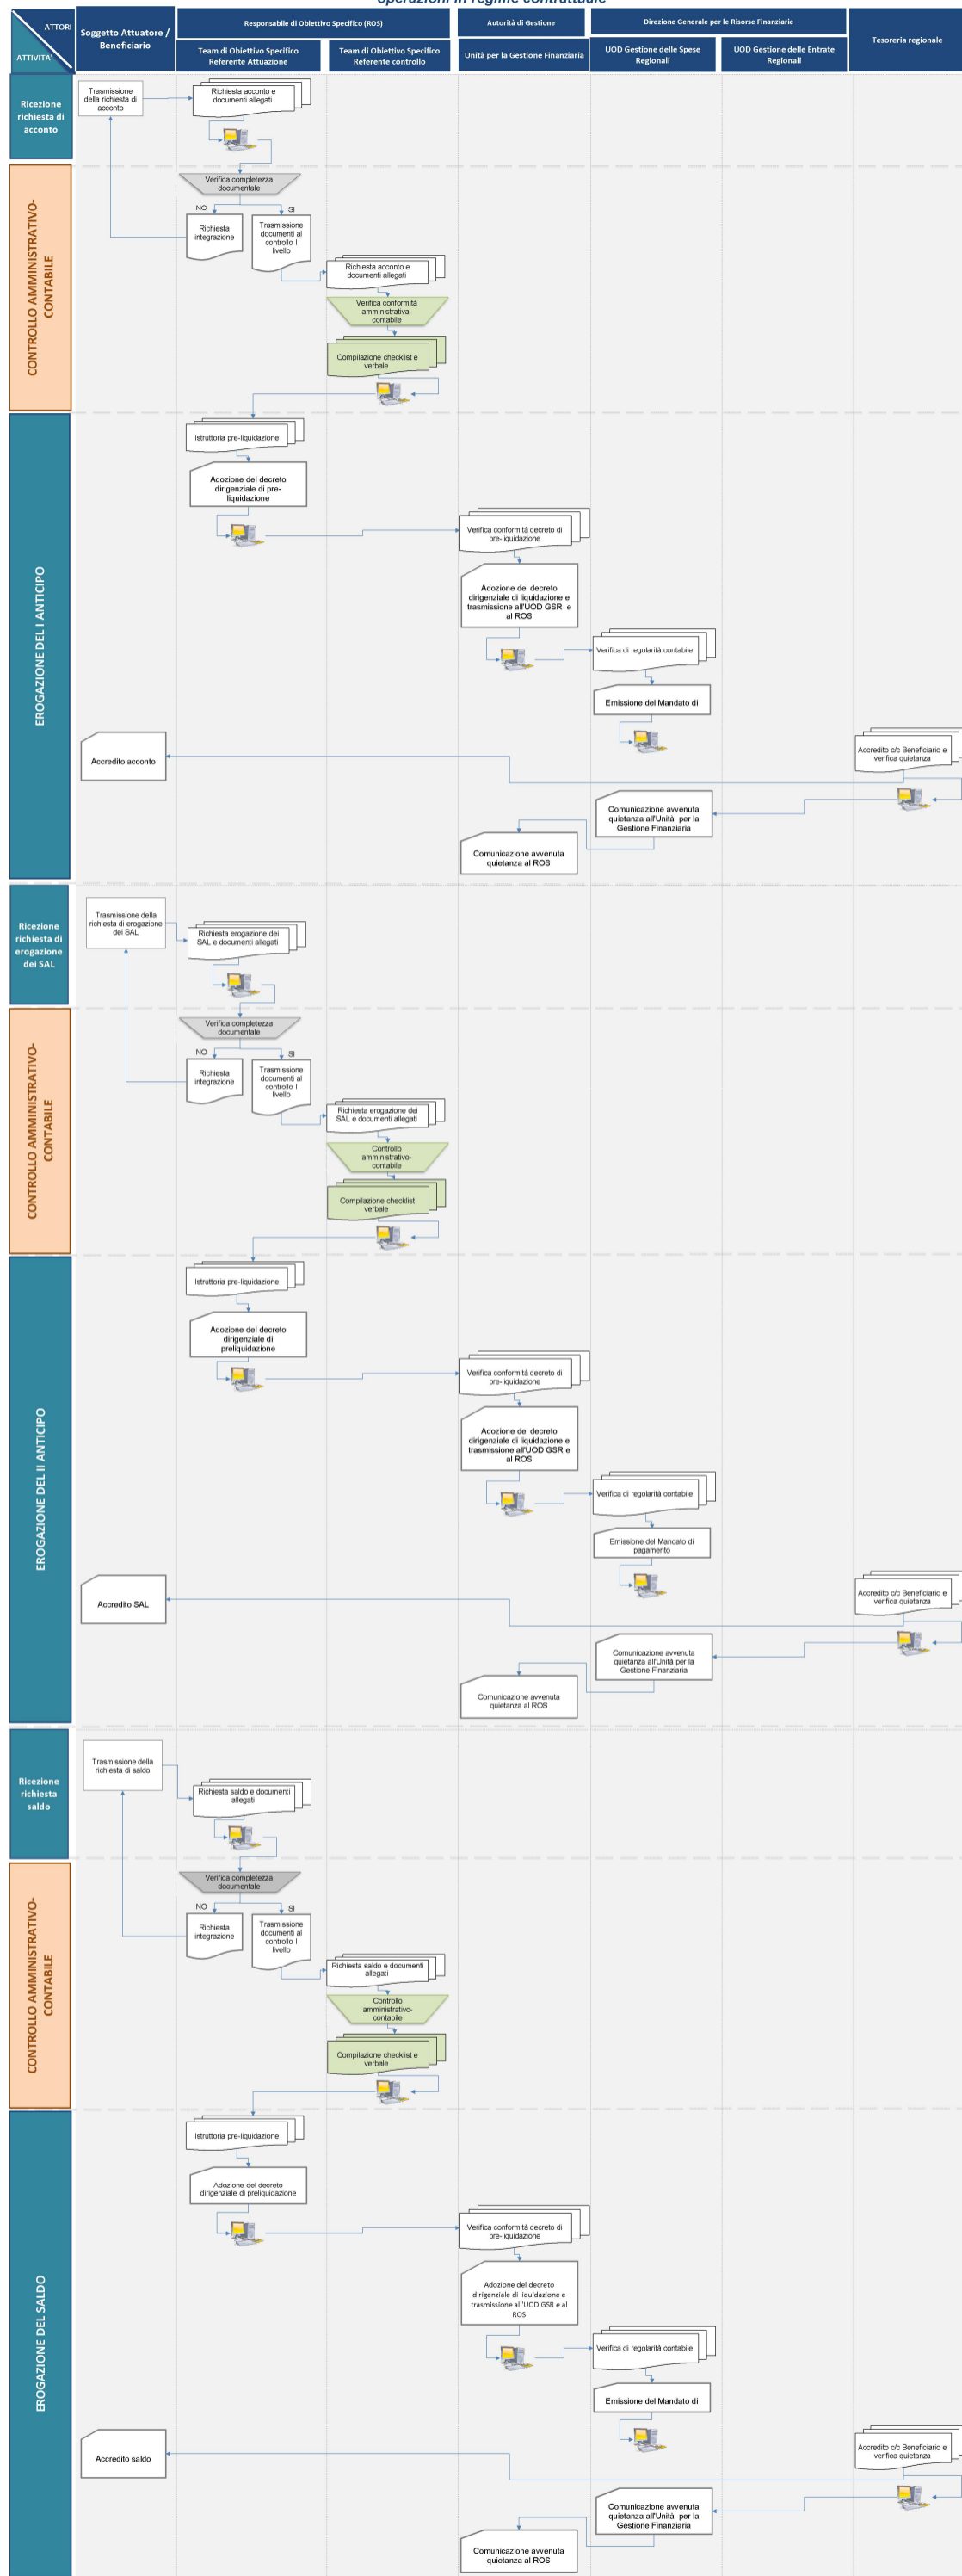 operazioni in regime contrattuale
ATTORI
ATTIVITA'
Soggetto Attuatore /
Beneficiario
Responsabile di Obiettivo Specifico (ROS)
Autorità di Gestione
Direzione Generale per le Risorse Finanziarie
Tesoreria regionale
Team di Obiettivo Specifico
Referente Attuazione
Team di Obiettivo Specifico
Referente controllo
Unità per la Gestione Finanziaria
UOD Gestione delle Spese
Regionali
UOD Gestione delle Entrate
Regionali
Ricezione
richiesta di
acconto
Trasmissione
della richiesta di
acconto
Richiesta acconto e
documenti allegati
CONTROLLO AMMINISTRATIVO-
CONTABILE
Verifica completezza
documentale
NO
SI
Richiesta
integrazione
Trasmissione
documenti al
controllo I
livello
Richiesta acconto e
documenti allegati
Verifica conformità
amministrativa-
contabile
Compilazione checklist e
verbale
EROGAZIONE DEL I ANTICIPO
Istruttoria pre-liquidazione
Adozione del decreto
dirigenziale di pre-
liquidazione
Verifica conformità decreto di
pre-liquidazione
Adozione del decreto
dirigenziale di liquidazione e
trasmissione all'UOD GSR e
al ROS
Verifica di regolarità contabile
Emissione del Mandato di
Accredito acconto
Accredito c/c Beneficiario e
verifica quietanza
Comunicazione avvenuta
quietanza all'Unità per la
Gestione Finanziaria
Comunicazione avvenuta
quietanza al ROS
Ricezione
richiesta di
erogazione
dei SAL
Trasmissione della
richiesta di erogazione
dei SAL
Richiesta erogazione dei
SAL e documenti allegati
CONTROLLO AMMINISTRATIVO-
CONTABILE
Verifica completezza
documentale
NO
SI
Richiesta
integrazione
Trasmissione
documenti al
controllo I
livello
Richiesta erogazione dei
SAL e documenti allegati
Controllo
amministrativo-
contabile
Compilazione checklist
verbale
EROGAZIONE DEL II ANTICIPO
Istruttoria pre-liquidazione
Adozione del decreto
dirigenziale di
preliquidazione
Verifica conformità decreto di
pre-liquidazione
Adozione del decreto
dirigenziale di liquidazione e
trasmissione all'UOD GSR e
al ROS
Verifica di regolarità contabile
Emissione del Mandato di
pagamento
Accredito SAL
Accredito c/c Beneficiario e
verifica quietanza
Comunicazione avvenuta
quietanza all'Unità per la
Gestione Finanziaria
Comunicazione avvenuta
quietanza al ROS
Ricezione
richiesta
saldo
Trasmissione della
richiesta di saldo
Richiesta saldo e documenti
allegati
CONTROLLO AMMINISTRATIVO-
CONTABILE
Verifica completezza
documentale
NO
SI
Richiesta
integrazione
Trasmissione
documenti al
controllo I
livello
Richiesta saldo e documenti
allegati
Controllo
amministrativo-
contabile
Compilazione checklist e
verbale
EROGAZIONE DEL SALDO
Istruttoria pre-liquidazione
Adozione del decreto
dirigenziale di preliquidazione
Verifica conformità decreto di
pre-liquidazione
Adozione del decreto
dirigenziale di liquidazione e
trasmissione all'UOD GSR e al
ROS
Verifica di regolarità contabile
Emissione del Mandato di
Accredito saldo
Accredito c/c Beneficiario e
verifica quietanza
Comunicazione avvenuta
quietanza all'Unità per la
Gestione Finanziaria
Comunicazione avvenuta
quietanza al ROS